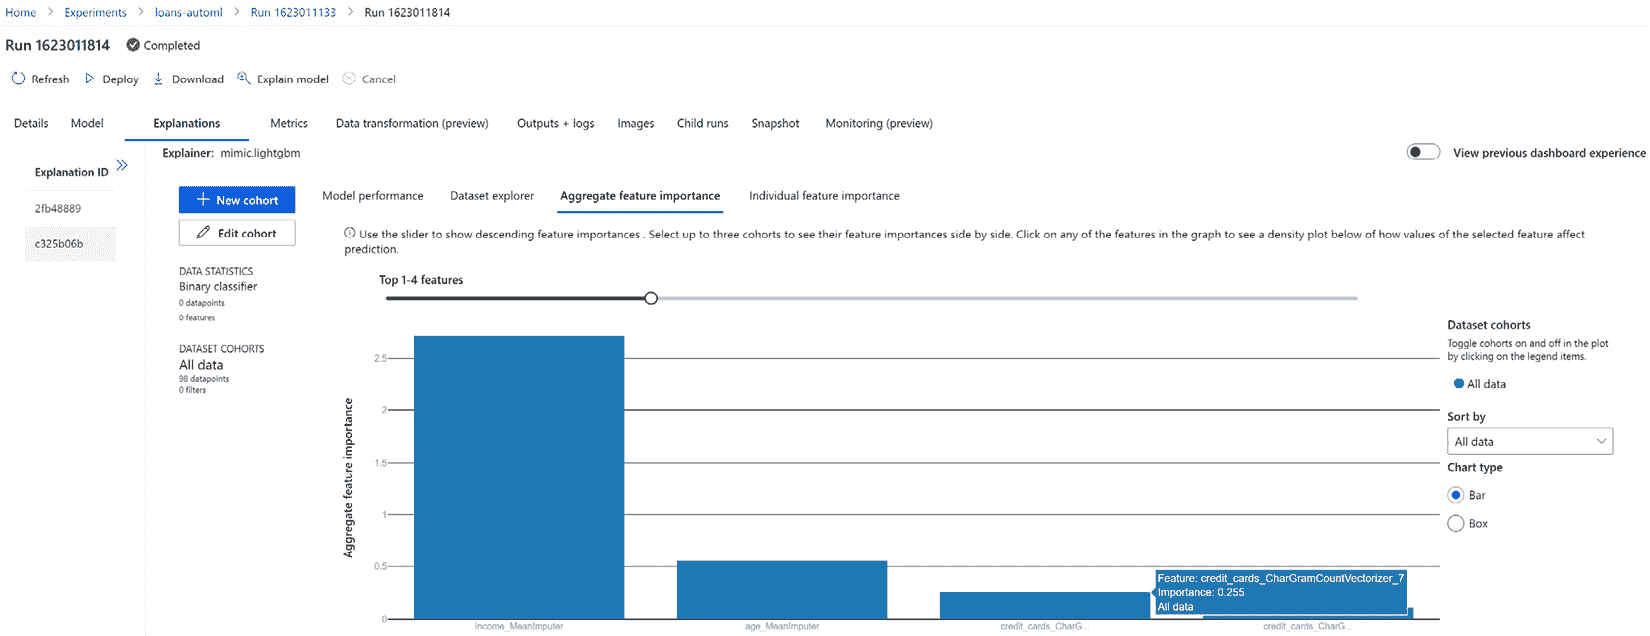 Home > Experiments > loans-automl > Run 1623011133 > Run 1623011814
Run 1623011814 Completed
Refresh Deploy Download Explain model Cancel
Details Model Explanations Metrics Data transformation (preview) Outputs + logs Images Child runs Snapshot Monitoring (preview)
Explainer: mimic.lightgbm
View previous dashboard experience
Explanation ID
2fb48889
c325b06b
+ New cohort
Edit cohort
DATA STATISTICS
Binary classifier
0 datapoints
0 features
DATASET COHORTS
All data
98 datapoints
0 filters
Model performance Dataset explorer Aggregate feature importance Individual feature importance
Use the slider to show descending feature importances . Select up to three cohorts to see their feature importances side by side. Click on any of the features in the graph to see a density plot below of how values of the selected feature affect
prediction.
Top 1-4 features
Aggregate feature importance
2.5
2
1.5
1
0.5
0
income_MeanImputer
age_MeanImputer
credit_cards_CharG...
credit_cards_CharG...
Feature: credit_cards_CharGramCountVectorizer_7
Importance: 0.255
All data
Dataset cohorts
Toggle cohorts on and off in the plot
by clicking on the legend items.
All data
Sort by
All data
Chart type
Bar
Box